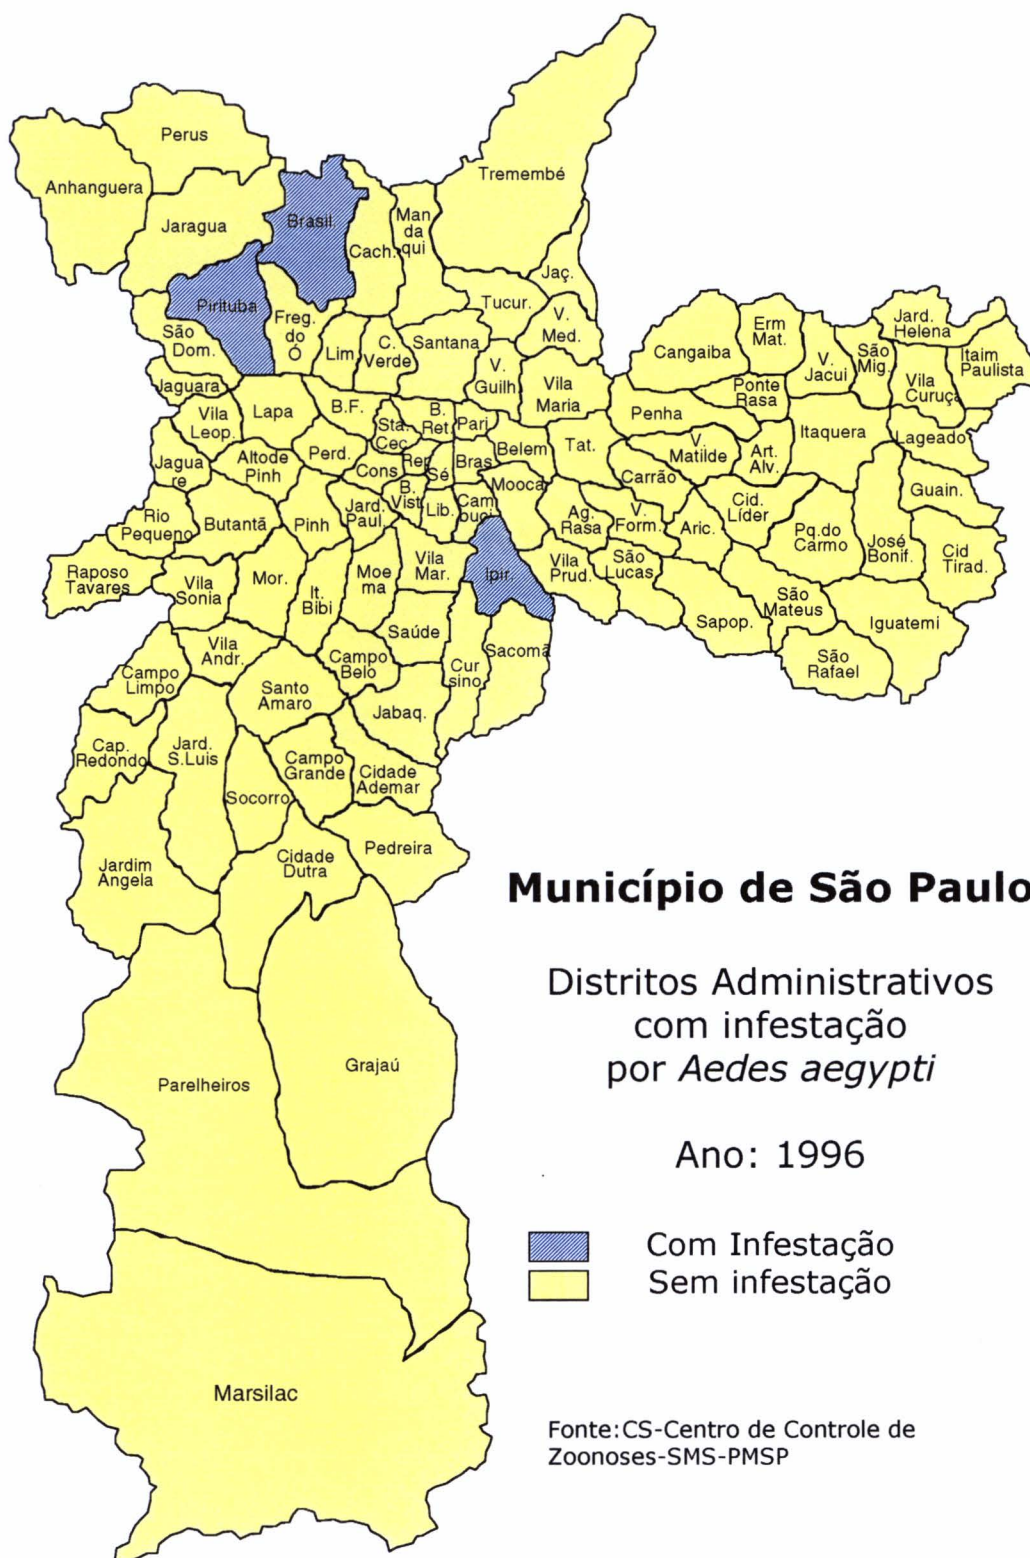 Perus
Anhanguera
Tremembé
Jaragua
Brasil.
Man
da
qui
Cach.
Jaç.
Pirituba
Tucur.
Freg.
do
Ó
São
Dom.
Lim.
C.
Verde
Santana
V.
Med.
V.
Guilh
Cangaiba
Erm
Mat.
V.
Jacui
São
Mig.
Jard.
Helena
Itaim
Paulista
Vila
Curuça
Jaguara
Vila
Leop.
Lapa
B.F.
Sta.
Cec.
B.
Ret.
Pari
Vila
Maria
Penha
Ponte
Rasa
Itaquera
Lageado
Jagua
re
Altode
Pinh
Perd.
Cons
Rep
Sé
Bras
Belem
Tat.
Carrão
V.
Matilde
Art.
Alv.
Guain.
Rio
Pequeno
Butantã
Pinh
Jard.
Paul.
B.
Vist
Lib.
Cam
buci
Mooca
Ag.
Rasa
V.
Form.
Aric.
Cid.
Líder
Pq.do
Carmo
José
Bonif.
Cid
Tirad.
Raposo
Tavares
Vila
Sonia
Mor.
It.
Bibi
Moe
ma
Vila
Mar.
Ipir.
Vila
Prud.
São
Lucas
Sapop.
São
Mateus
Iguatemi
São
Rafael
Saúde
Sacomã
Cur
sino
Vila
Andr.
Campo
Belo
Campo
Limpo
Santo
Amaro
Jabaq.
Cap.
Redondo
Jard.
S.Luis
Socorro
Campo
Grande
Cidade
Ademar
Jardim
Angela
Cidade
Dutra
Pedreira
Município de São Paulo
Distritos Administrativos
com infestação
por Aedes aegypti
Grajaú
Parelheiros
Ano: 1996
Com Infestação
Sem infestação
Marsilac
Fonte:CS-Centro de Controle de
Zoonoses-SMS-PMSP